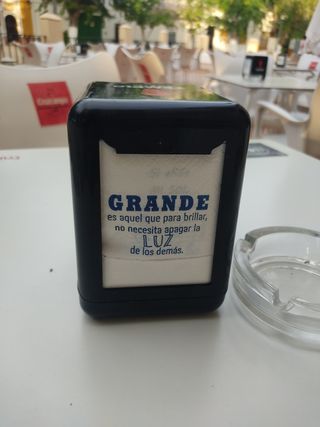 GRANDE
es aquel que para brillar,
no necesita apagar la
LUZ
de los demás.